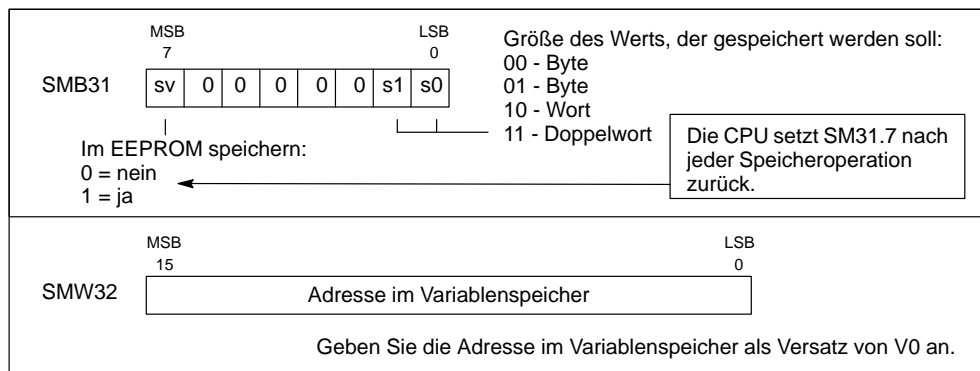 MSB LSB
7 0
SMB31 sv 0 0 0 0 0 s1 s0
Größe des Werts, der gespeichert werden soll:
00 - Byte
01 - Byte
10 - Wort
11 - Doppelwort
Im EEPROM speichern:
0 = nein
1 = ja
Die CPU setzt SM31.7 nach
jeder Speicheroperation
zurück.
MSB LSB
15 0
SMW32 Adresse im Variablenspeicher
Geben Sie die Adresse im Variablenspeicher als Versatz von V0 an.